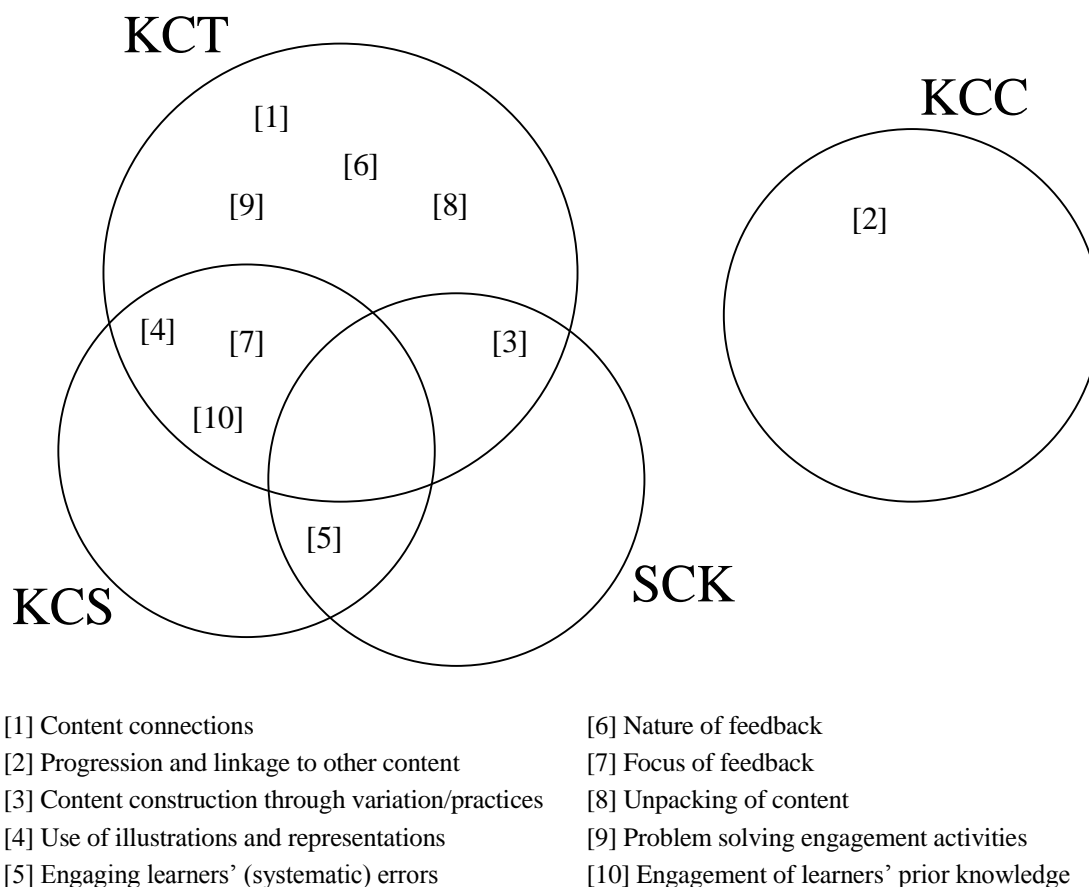 KCT
KCC
[1]
[6]
[9]
[8]
[2]
[4]
[7]
[3]
[10]
[5]
KCS
SCK
[1] Content connections
[2] Progression and linkage to other content
[3] Content construction through variation/practices
[4] Use of illustrations and representations
[5] Engaging learners’ (systematic) errors
[6] Nature of feedback
[7] Focus of feedback
[8] Unpacking of content
[9] Problem solving engagement activities
[10] Engagement of learners’ prior knowledge